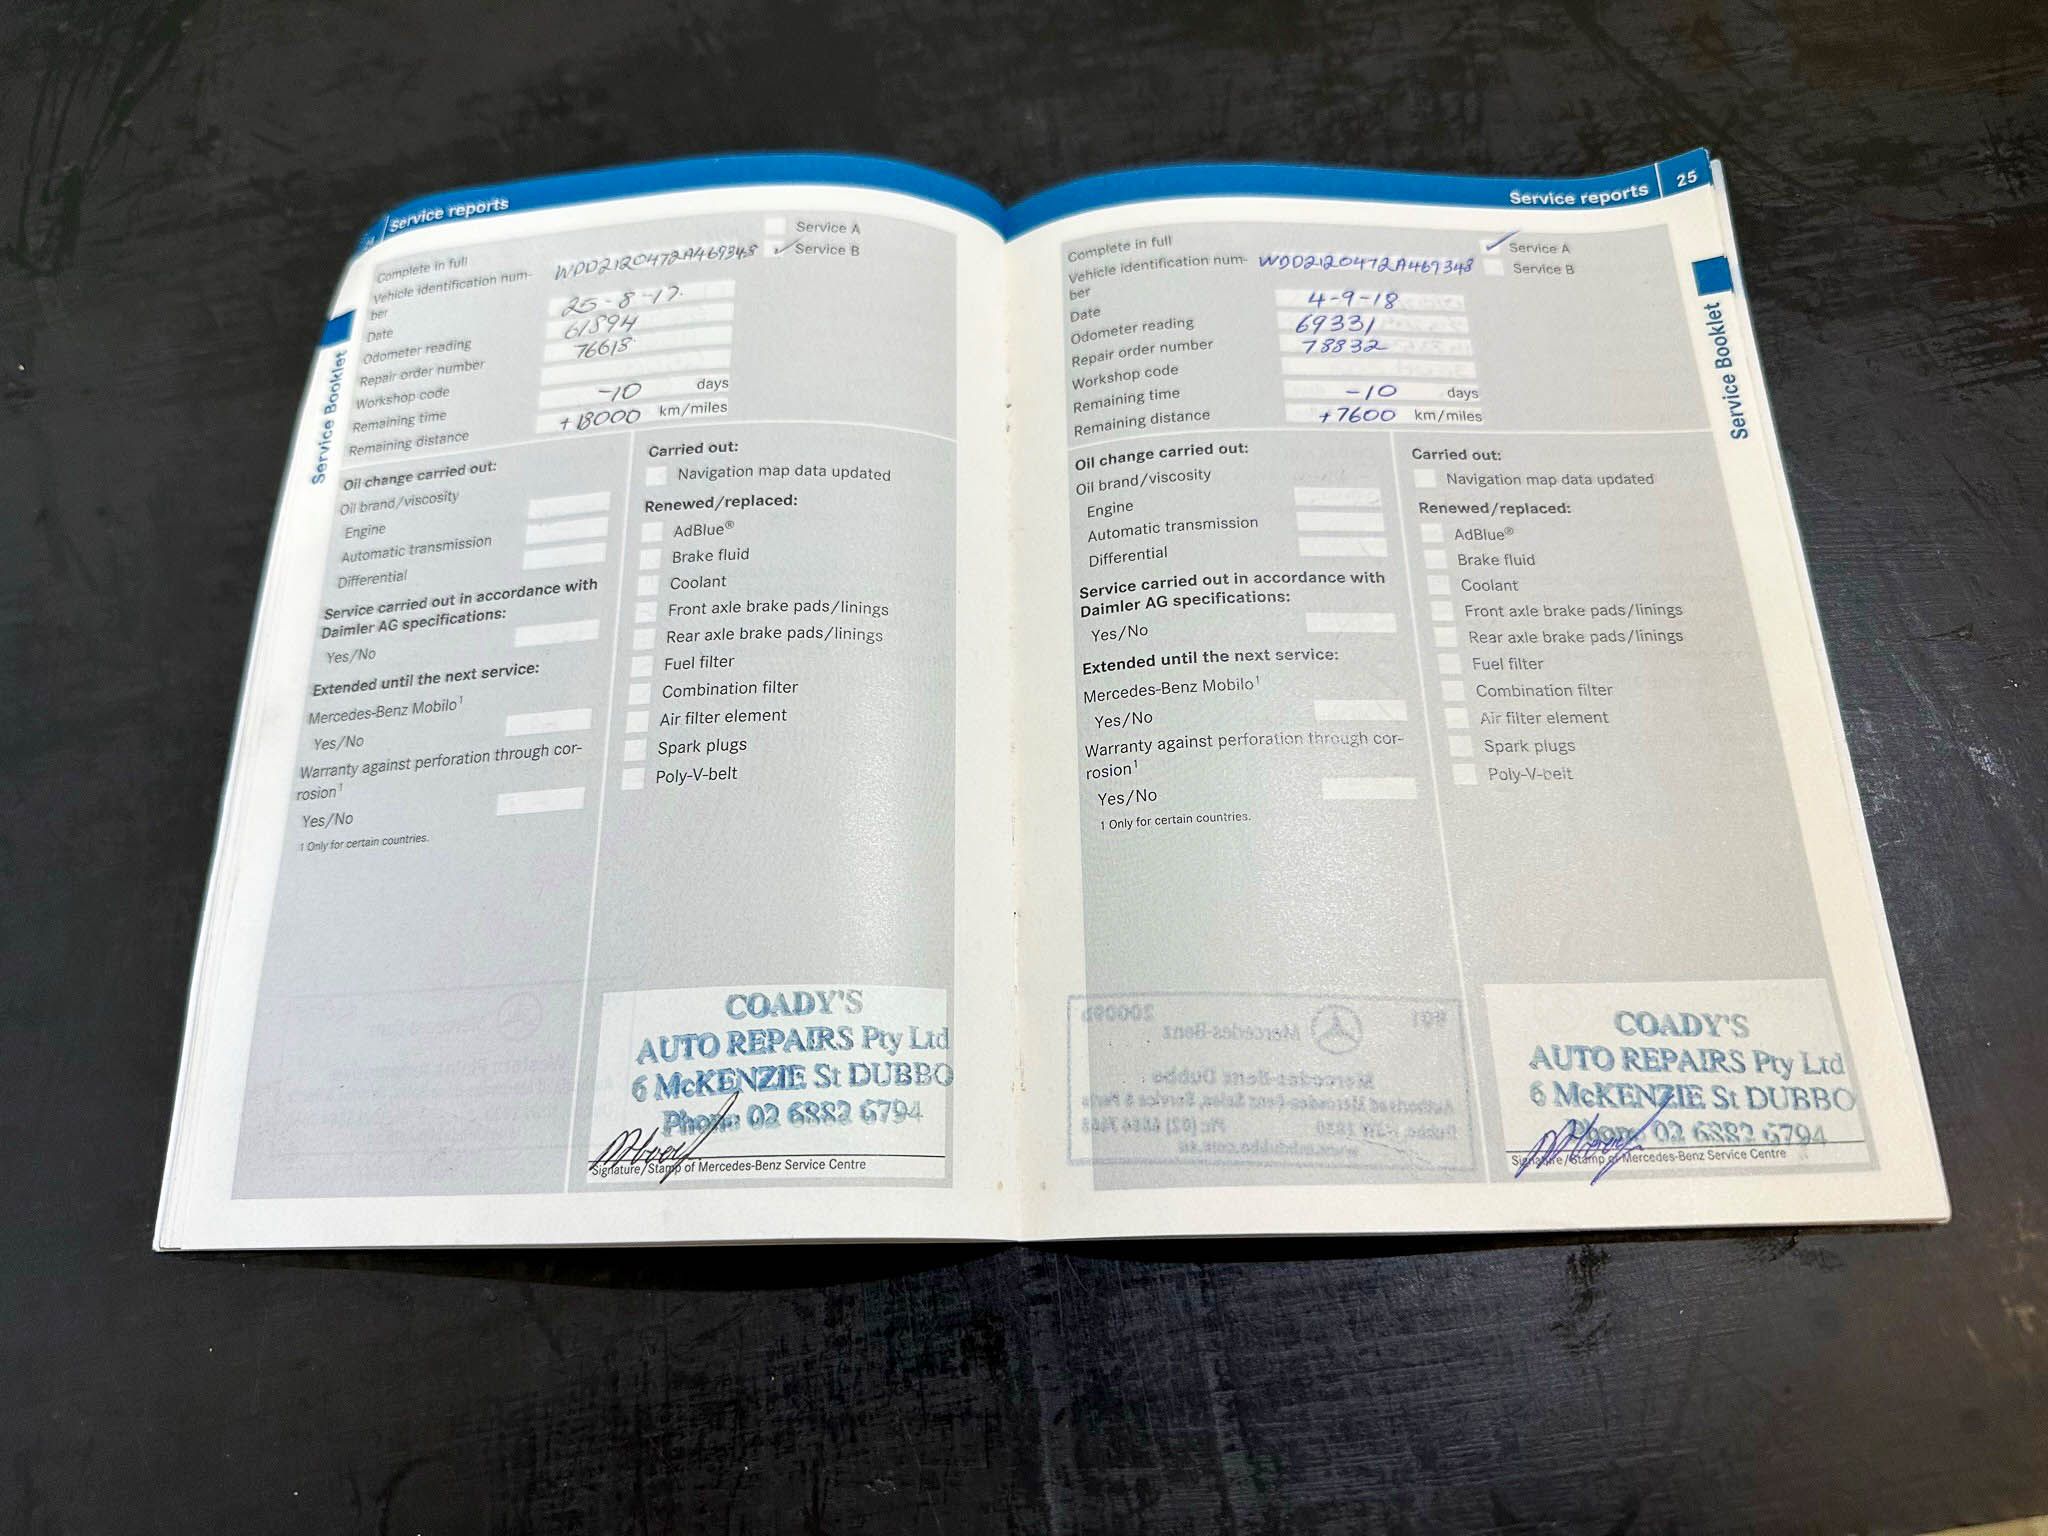 Service reports
Complete in full
Service A
✓ Service B
Vehicle identification num-
ber
WDD2120472A469348
Date
25-8-17.
Odometer reading
61894
Repair order number
76618
Workshop code
Remaining time
-10 days
Remaining distance
+18000 km/miles
Service Booklet
Oil change carried out:
Oil brand/viscosity
Engine
Automatic transmission
Differential
Service carried out in accordance with
Daimler AG specifications:
Yes/No
Extended until the next service:
Mercedes-Benz Mobilo¹
Yes/No
Warranty against perforation through cor-
rosion¹
Yes/No
1 Only for certain countries.
Carried out:
Navigation map data updated
Renewed/replaced:
AdBlue®
Brake fluid
Coolant
Front axle brake pads/linings
Rear axle brake pads/linings
Fuel filter
Combination filter
Air filter element
Spark plugs
Poly-V-belt
COADY'S
AUTO REPAIRS Pty Ltd
6 McKENZIE St DUBBO
Phone 02 6882 6794
Signature/Stamp of Mercedes-Benz Service Centre
Service reports 25
Complete in full
✓ Service A
Service B
Vehicle identification num-
ber
WDD2120472A469348
Date
4-9-18
Odometer reading
69331
Repair order number
78832
Workshop code
Remaining time
-10 days
Remaining distance
+7600 km/miles
Service Booklet
Oil change carried out:
Oil brand/viscosity
Engine
Automatic transmission
Differential
Service carried out in accordance with
Daimler AG specifications:
Yes/No
Extended until the next service:
Mercedes-Benz Mobilo¹
Yes/No
Warranty against perforation through cor-
rosion¹
Yes/No
1 Only for certain countries.
Carried out:
Navigation map data updated
Renewed/replaced:
AdBlue®
Brake fluid
Coolant
Front axle brake pads/linings
Rear axle brake pads/linings
Fuel filter
Combination filter
Air filter element
Spark plugs
Poly-V-belt
COADY'S
AUTO REPAIRS Pty Ltd
6 McKENZIE St DUBBO
Phone 02 6882 6794
Signature/Stamp of Mercedes-Benz Service Centre